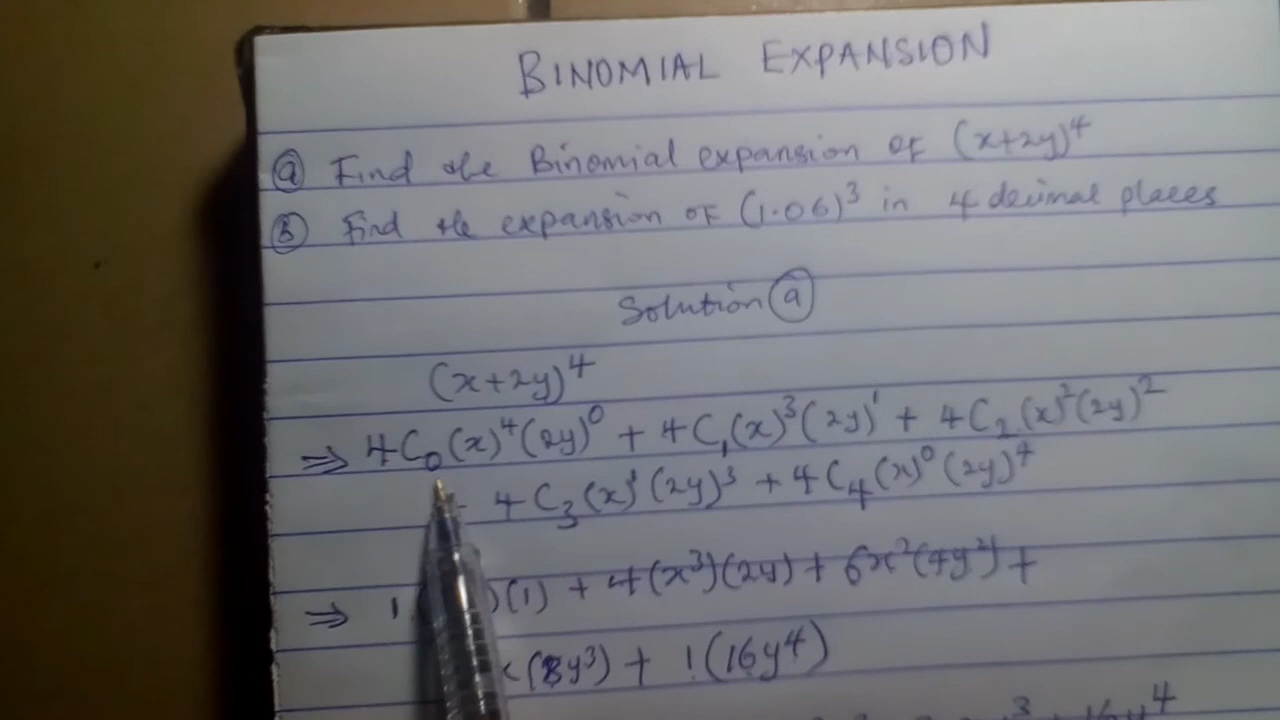 BINOMIAL EXPANSION
ⓐ Find the Binomial expansion of (x+2y)⁴
ⓑ Find the expansion of (1.06)³ in 4 decimal places
Solution ⓐ
(x+2y)⁴
⇒ 4C₀(x)⁴(2y)⁰ + 4C₁(x)³(2y)¹ + 4C₂(x)²(2y)²
4C₃(x)¹(2y)³ + 4C₄(x)⁰(2y)⁴
⇒ 1 )(1) + 4(x³)(2y) + 6x²(4y²) +
x(8y³) + 1(16y⁴)